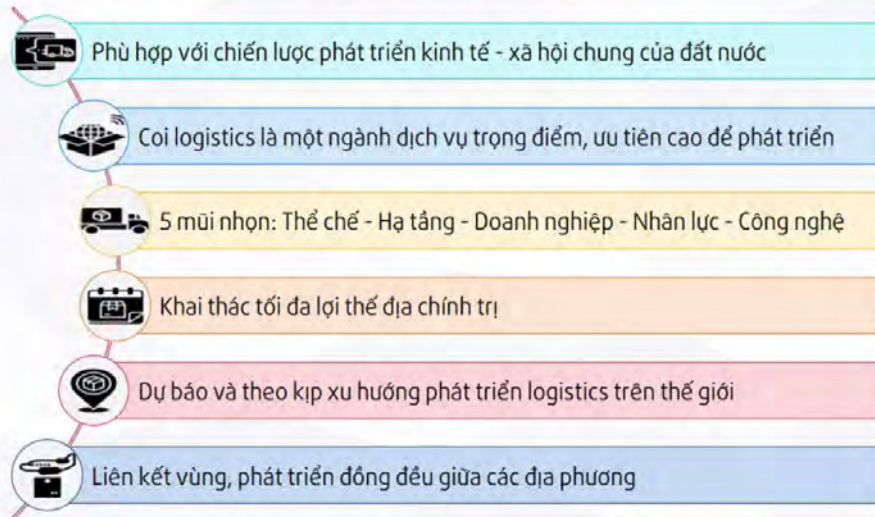 Phù hợp với chiến lược phát triển kinh tế - xã hội chung của đất nước
Coi logistics là một ngành dịch vụ trọng điểm, ưu tiên cao để phát triển
5 mũi nhọn: Thể chế - Hạ tầng - Doanh nghiệp - Nhân lực - Công nghệ
Khai thác tối đa lợi thế địa chính trị
Dự báo và theo kịp xu hướng phát triển logistics trên thế giới
Liên kết vùng, phát triển đồng đều giữa các địa phương